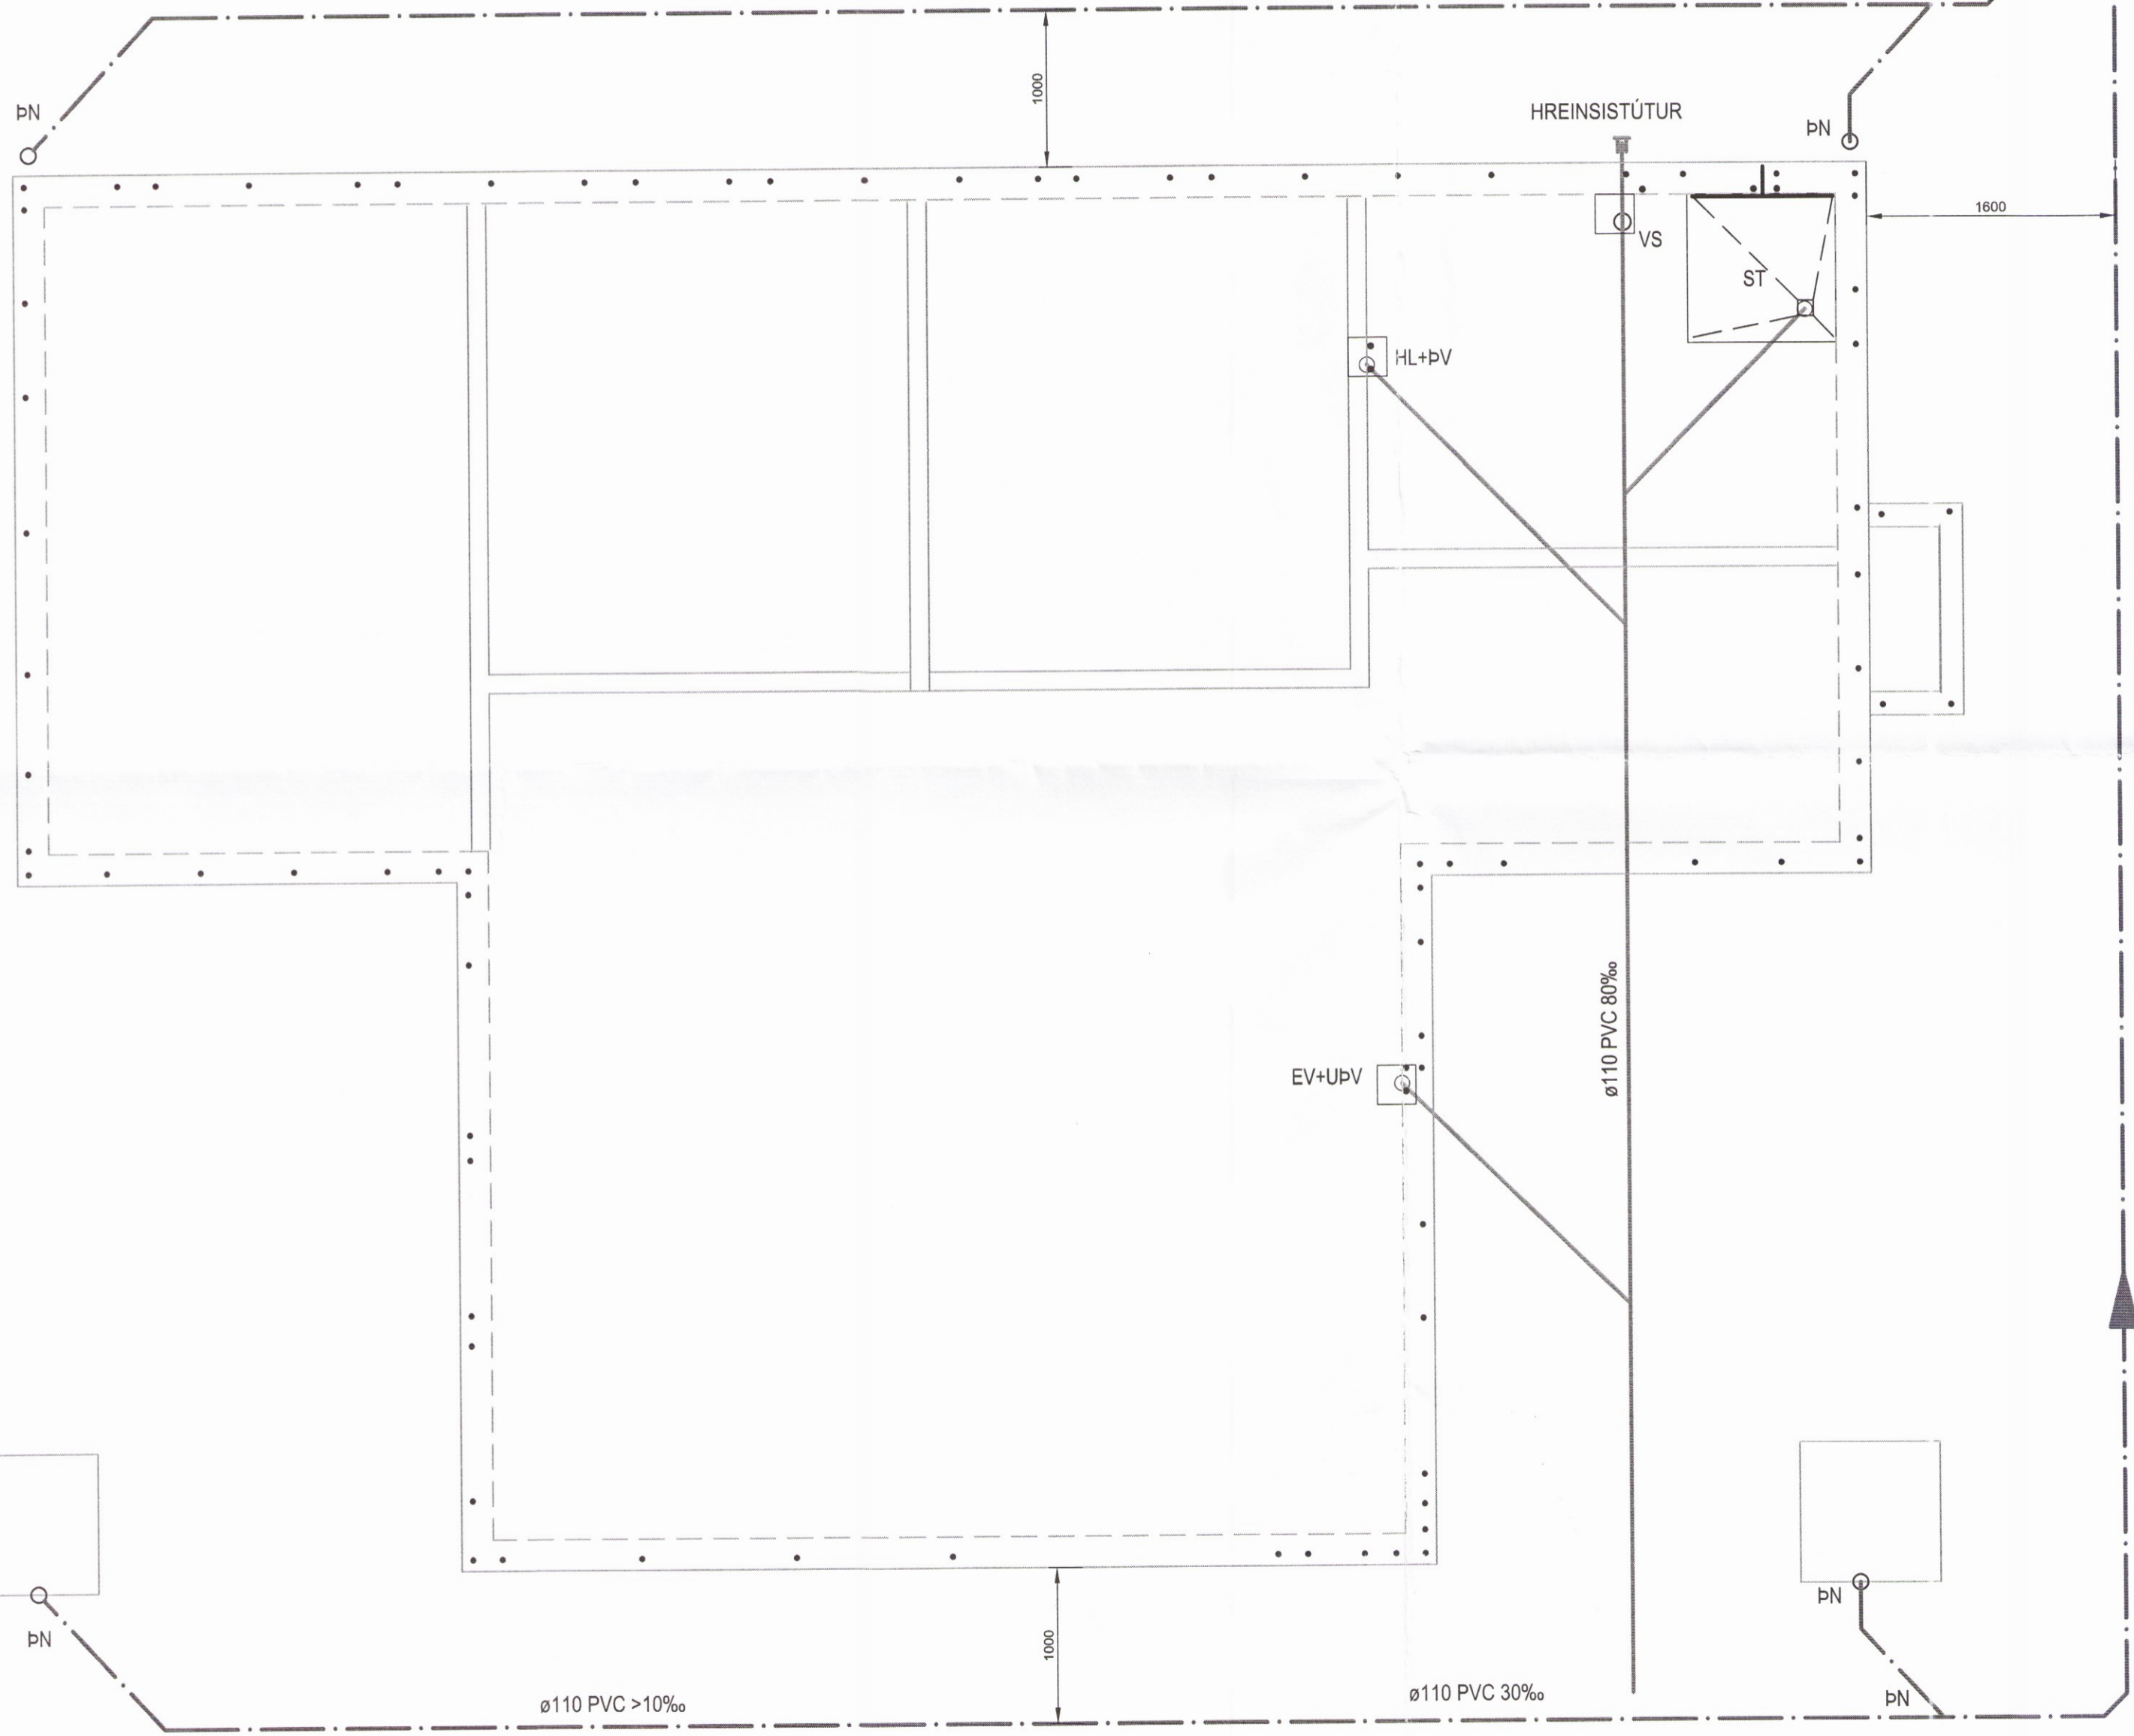 1000
ÞN
HREINSISTÚTUR
ÞN
1600
VS
ST
HL+ÞV
ø110 PVC 80‰
EV+UÞV
ÞN
ÞN
1000
ø110 PVC >10‰
ø110 PVC 30‰
ÞN